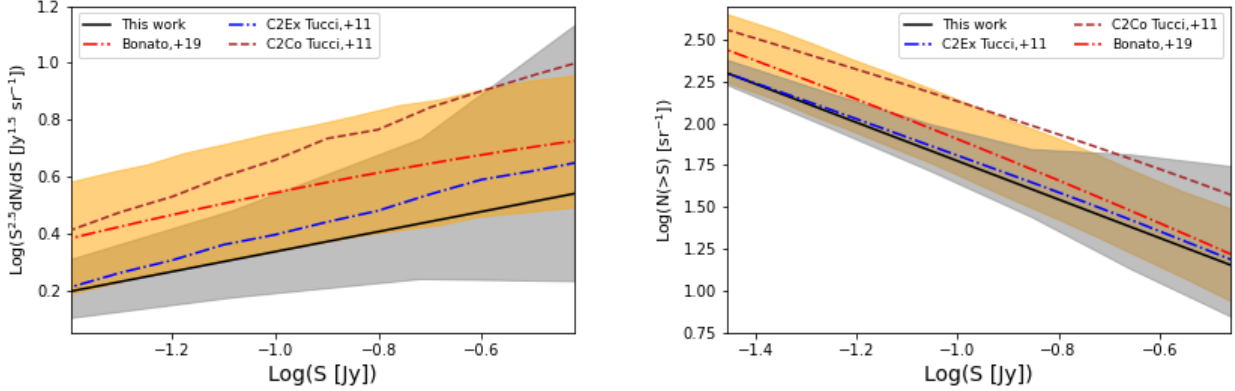 This work
Bonato,+19
C2Ex Tucci,+11
C2Co Tucci,+11
1.2
1.0
0.8
0.6
0.4
0.2
Log(S²·⁵dN/dS [Jy¹·⁵ sr⁻¹])
−1.2
−1.0
−0.8
−0.6
Log(S [Jy])
This work
C2Ex Tucci,+11
C2Co Tucci,+11
Bonato,+19
2.50
2.25
2.00
1.75
1.50
1.25
1.00
0.75
Log(N(>S) [sr⁻¹])
−1.4
−1.2
−1.0
−0.8
−0.6
Log(S [Jy])